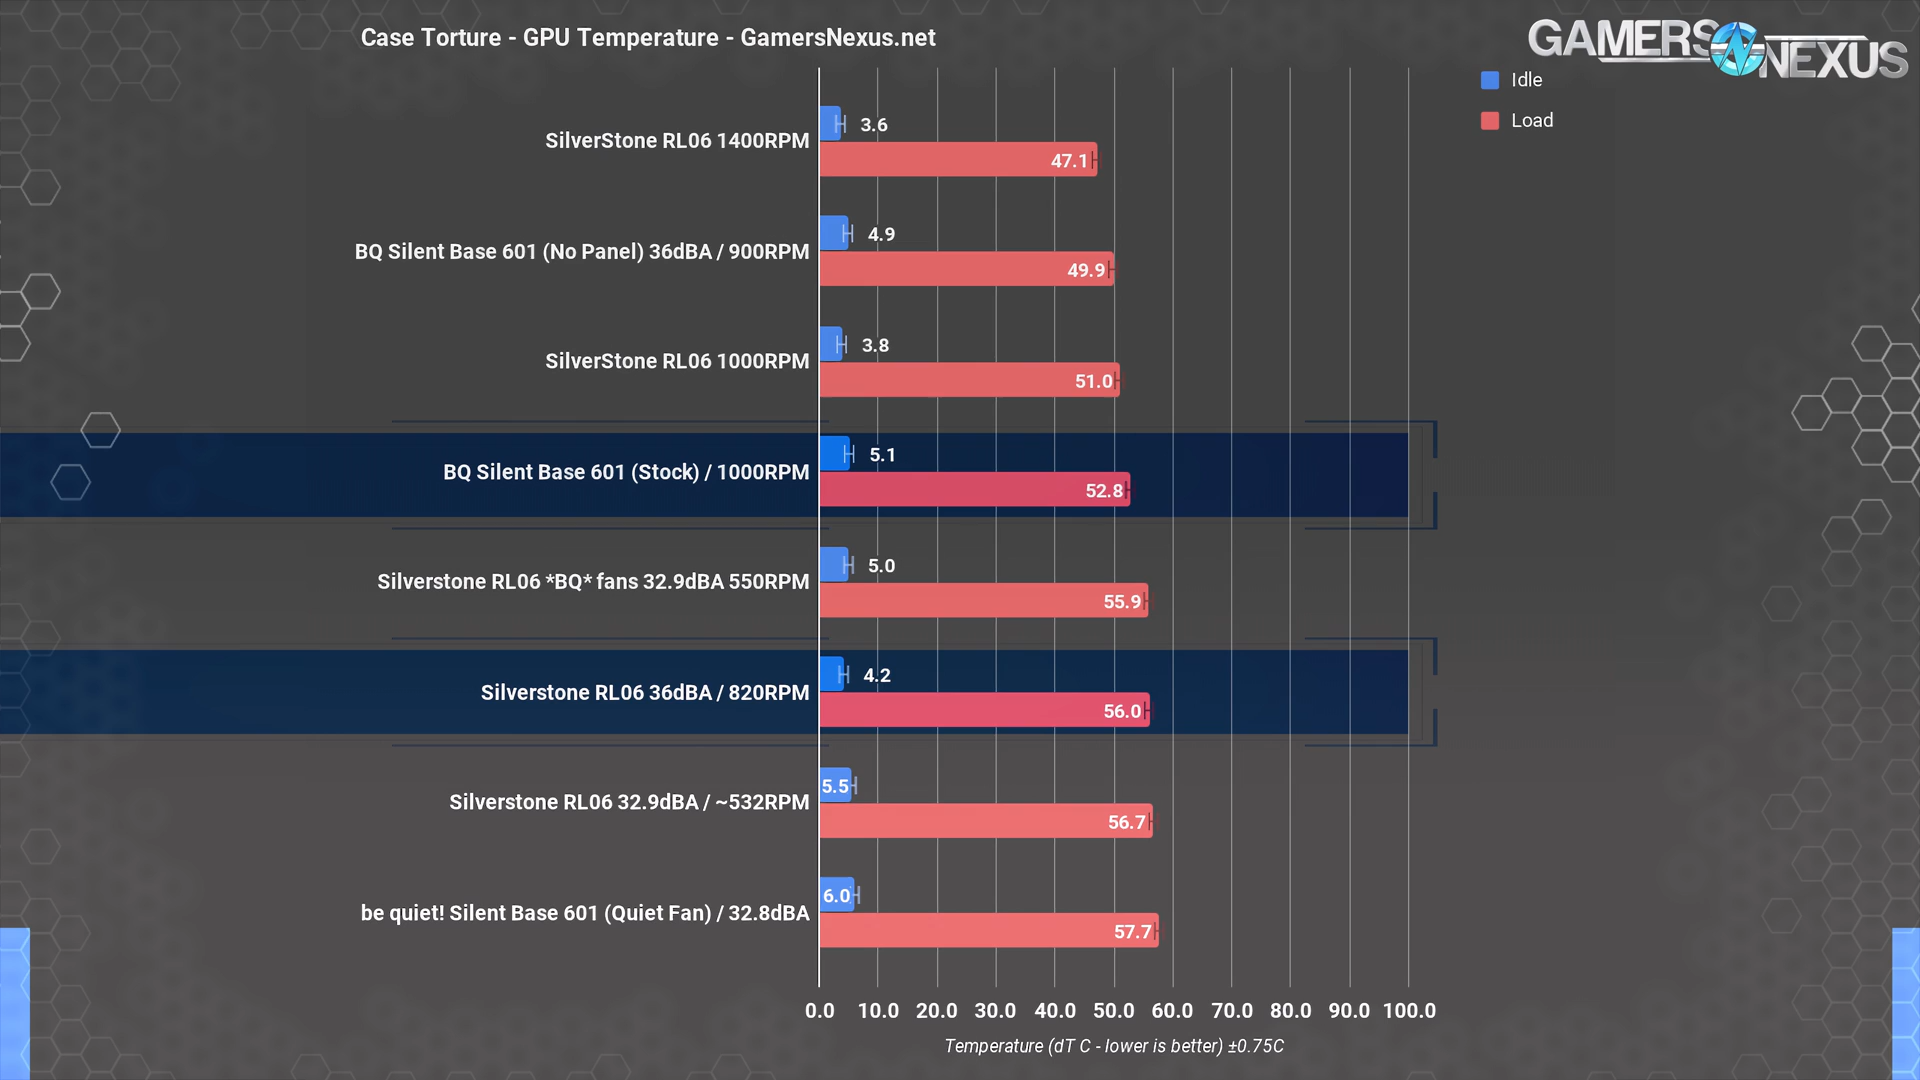 Case Torture - GPU Temperature - GamersNexus.net
GAMERS NEXUS
Idle
Load
SilverStone RL06 1400RPM
3.6
47.1
BQ Silent Base 601 (No Panel) 36dBA / 900RPM
4.9
49.9
SilverStone RL06 1000RPM
3.8
51.0
BQ Silent Base 601 (Stock) / 1000RPM
5.1
52.8
Silverstone RL06 *BQ* fans 32.9dBA 550RPM
5.0
55.9
Silverstone RL06 36dBA / 820RPM
4.2
56.0
Silverstone RL06 32.9dBA / ~532RPM
5.5
56.7
be quiet! Silent Base 601 (Quiet Fan) / 32.8dBA
6.0
57.7
0.0 10.0 20.0 30.0 40.0 50.0 60.0 70.0 80.0 90.0 100.0
Temperature (dT C - lower is better) ±0.75C